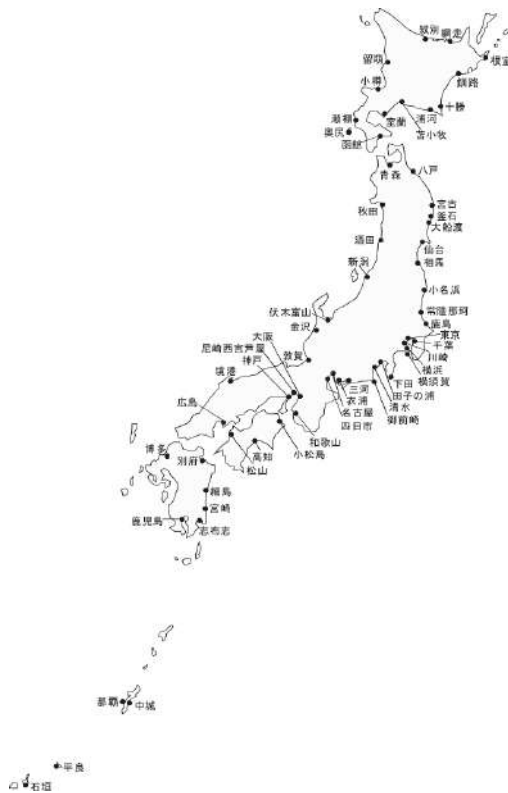 紋別
網走
根室
留萌
釧路
小樽
十勝
浦河
室蘭
苫小牧
瀬棚
奥尻
函館
八戸
青森
宮古
秋田
釜石
大船渡
酒田
仙台
相馬
新潟
小名浜
常陸那珂
伏木富山
鹿島
金沢
東京
千葉
川崎
大阪
横浜
尼崎西宮芦屋
敦賀
横須賀
境港
神戸
下田
三河
田子の浦
衣浦
清水
広島
名古屋
御前崎
四日市
和歌山
博多
高知
小松島
別府
松山
細島
宮崎
鹿児島
志布志
那覇
中城
平良
石垣